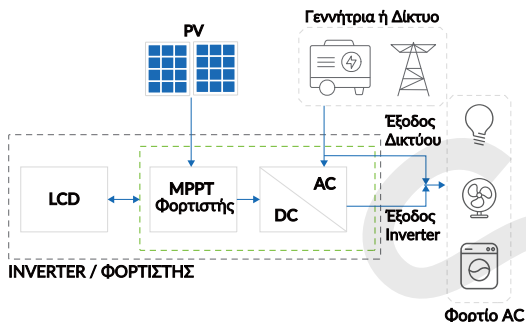 PV
Γεννήτρια ή Δίκτυο
Έξοδος
Δικτύου
LCD
MPPT
Φορτιστής
AC
DC
Έξοδος
Inverter
INVERTER / ΦΟΡΤΙΣΤΗΣ
Φορτίο AC